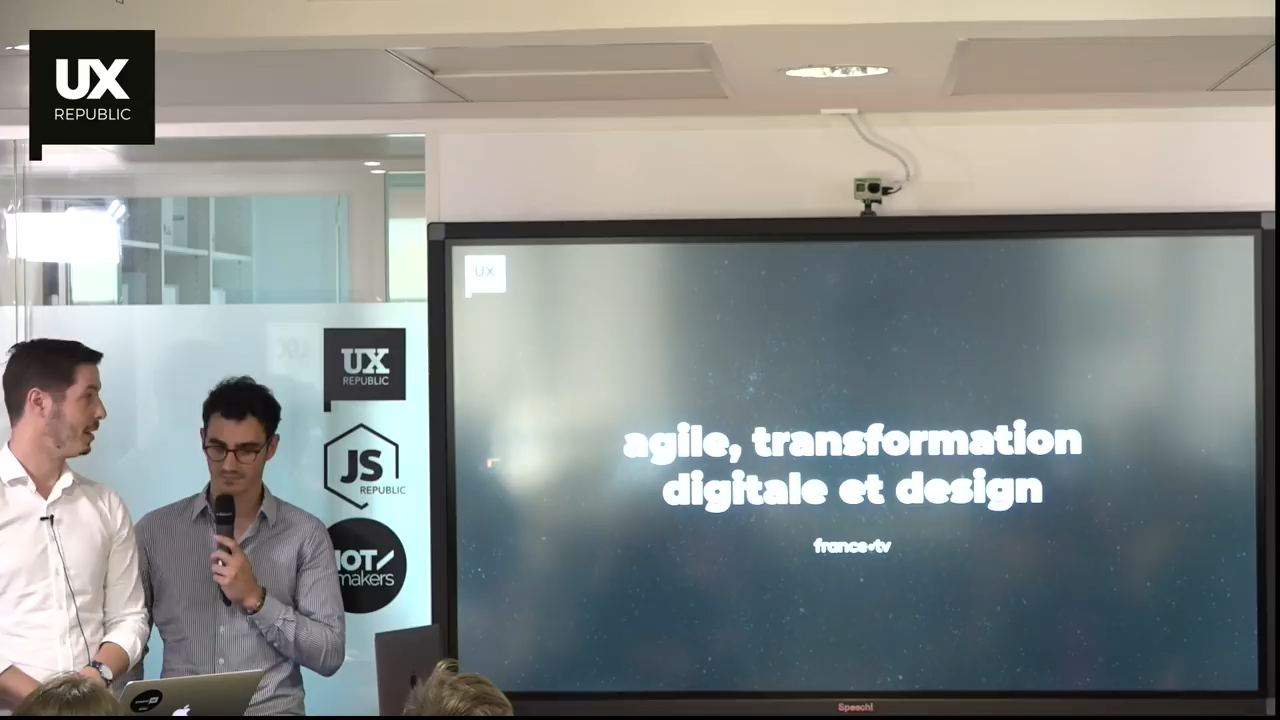 UX
REPUBLIC
UX
agile, transformation
digitale et design
france•tv
UX
REPUBLIC
JS
REPUBLIC
IOT/
makers
Speechi